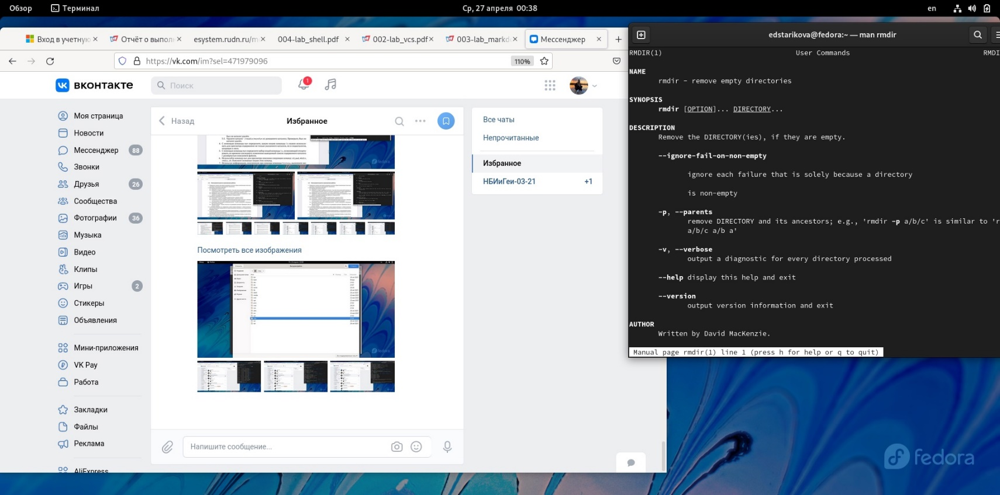 Обзор
Терминал
Ср, 27 апреля 00:38
en
Вход в учетную
Отчёт о выпол
esystem.rudn.ru/m
004-lab_shell.pdf
002-lab_vcs.pdf
003-lab_markd
Мессенджер
https://vk.com/im?sel=471979096
110%
вконтакте
Поиск
1
Моя страница
Новости
Мессенджер 88
Звонки
Друзья 26
Сообщества
Фотографии 36
Музыка
Видео
Клипы
Игры 2
Стикеры
Объявления
Мини-приложения
VK Pay
Работа
Закладки
Файлы
Реклама
AliExpress
Назад
Избранное
Посмотреть все изображения
Напишите сообщение...
Все чаты
Непрочитанные
Избранное
НБИиГеи-03-21 +1
edstarikova@fedora:~ — man rmdir
RMDIR(1) User Commands RMDI
NAME
rmdir - remove empty directories
SYNOPSIS
rmdir [OPTION]... DIRECTORY...
DESCRIPTION
Remove the DIRECTORY(ies), if they are empty.
--ignore-fail-on-non-empty
ignore each failure that is solely because a directory
is non-empty
-p, --parents
remove DIRECTORY and its ancestors; e.g., 'rmdir -p a/b/c' is similar to 'r
a/b/c a/b a'
-v, --verbose
output a diagnostic for every directory processed
--help display this help and exit
--version
output version information and exit
AUTHOR
Written by David MacKenzie.
Manual page rmdir(1) line 1 (press h for help or q to quit)
fedora